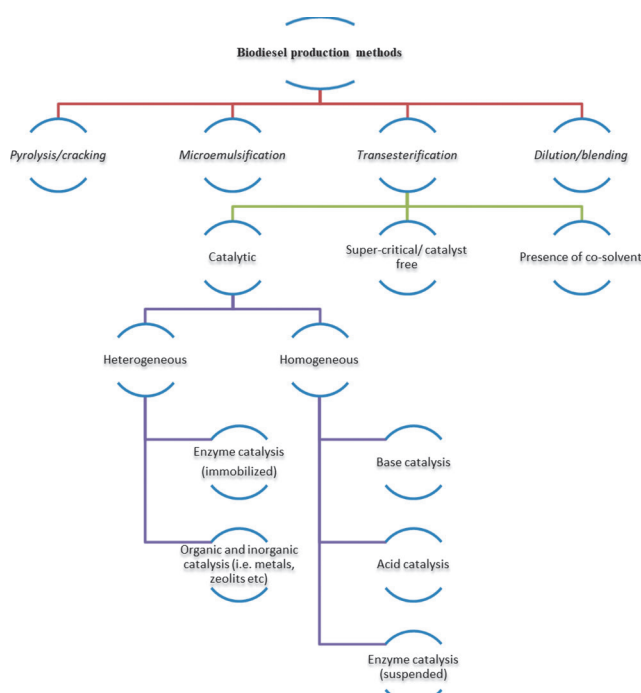 Biodiesel production methods
Pyrolysis/cracking
Microemulsification
Transesterification
Dilution/blending
Catalytic
Super-critical/ catalyst
free
Presence of co-solvent
Heterogeneous
Homogeneous
Enzyme catalysis
(immobilized)
Base catalysis
Organic and inorganic
catalysis (i.e. metals,
zeolits etc)
Acid catalysis
Enzyme catalysis
(suspended)